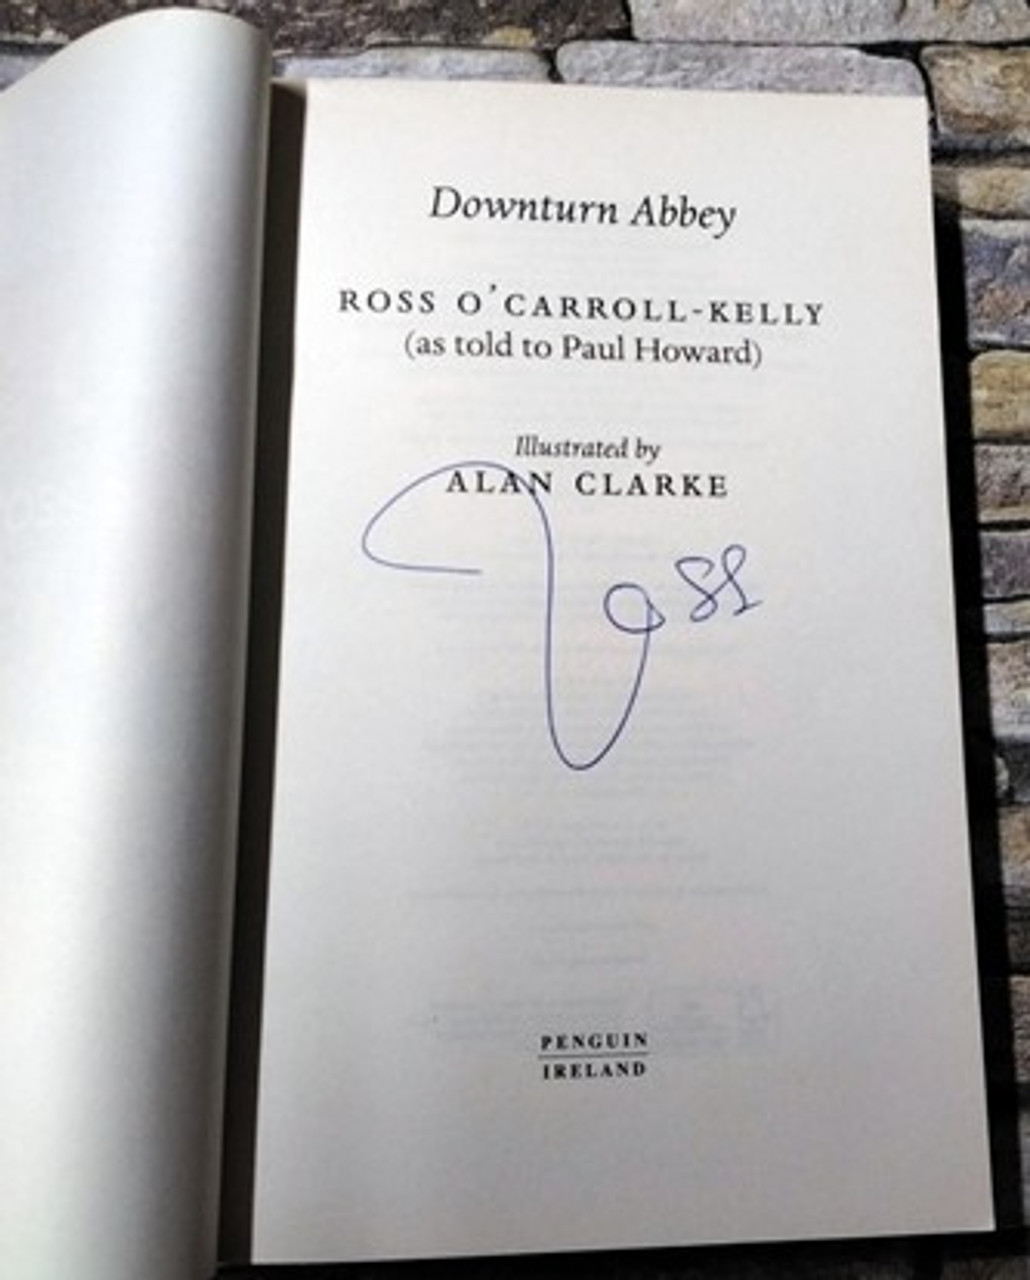 Downturn Abbey
ROSS O'CARROLL-KELLY
(as told to Paul Howard)
Illustrated by
ALAN CLARKE
Ross
PENGUIN
IRELAND